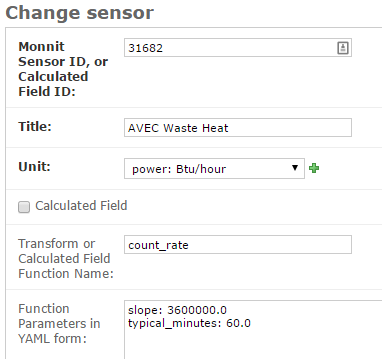 Change sensor
Monnit
Sensor ID, or
Calculated
Field ID:
31682
Title:
AVEC Waste Heat
Unit:
power: Btu/hour
Calculated Field
Transform or
Calculated Field
Function Name:
count_rate
Function
Parameters in
YAML form:
slope: 3600000.0
typical_minutes: 60.0